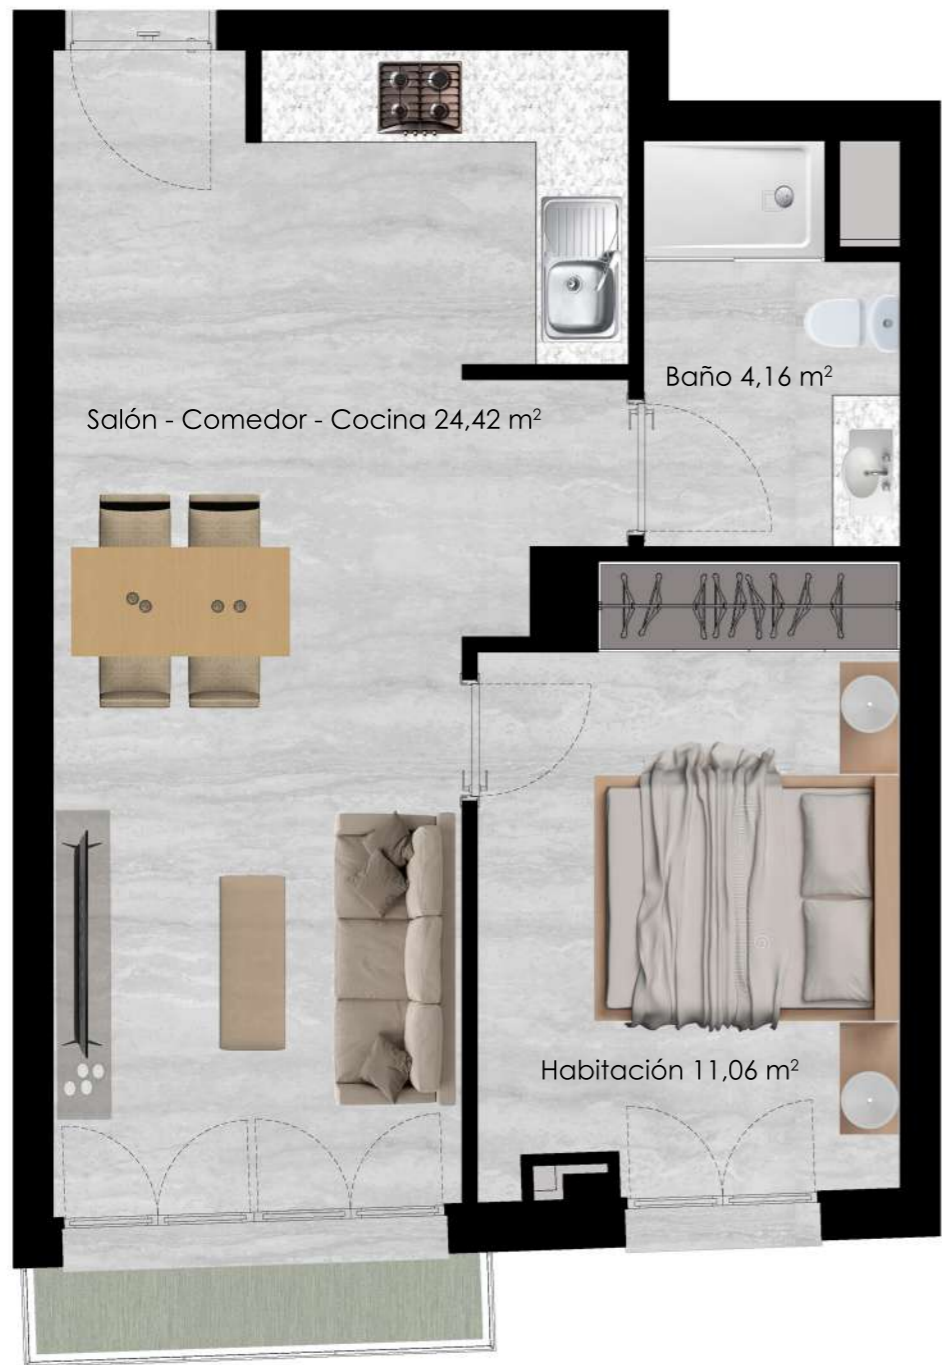 Baño 4,16 m²
Salón - Comedor - Cocina 24,42 m²
Habitación 11,06 m²